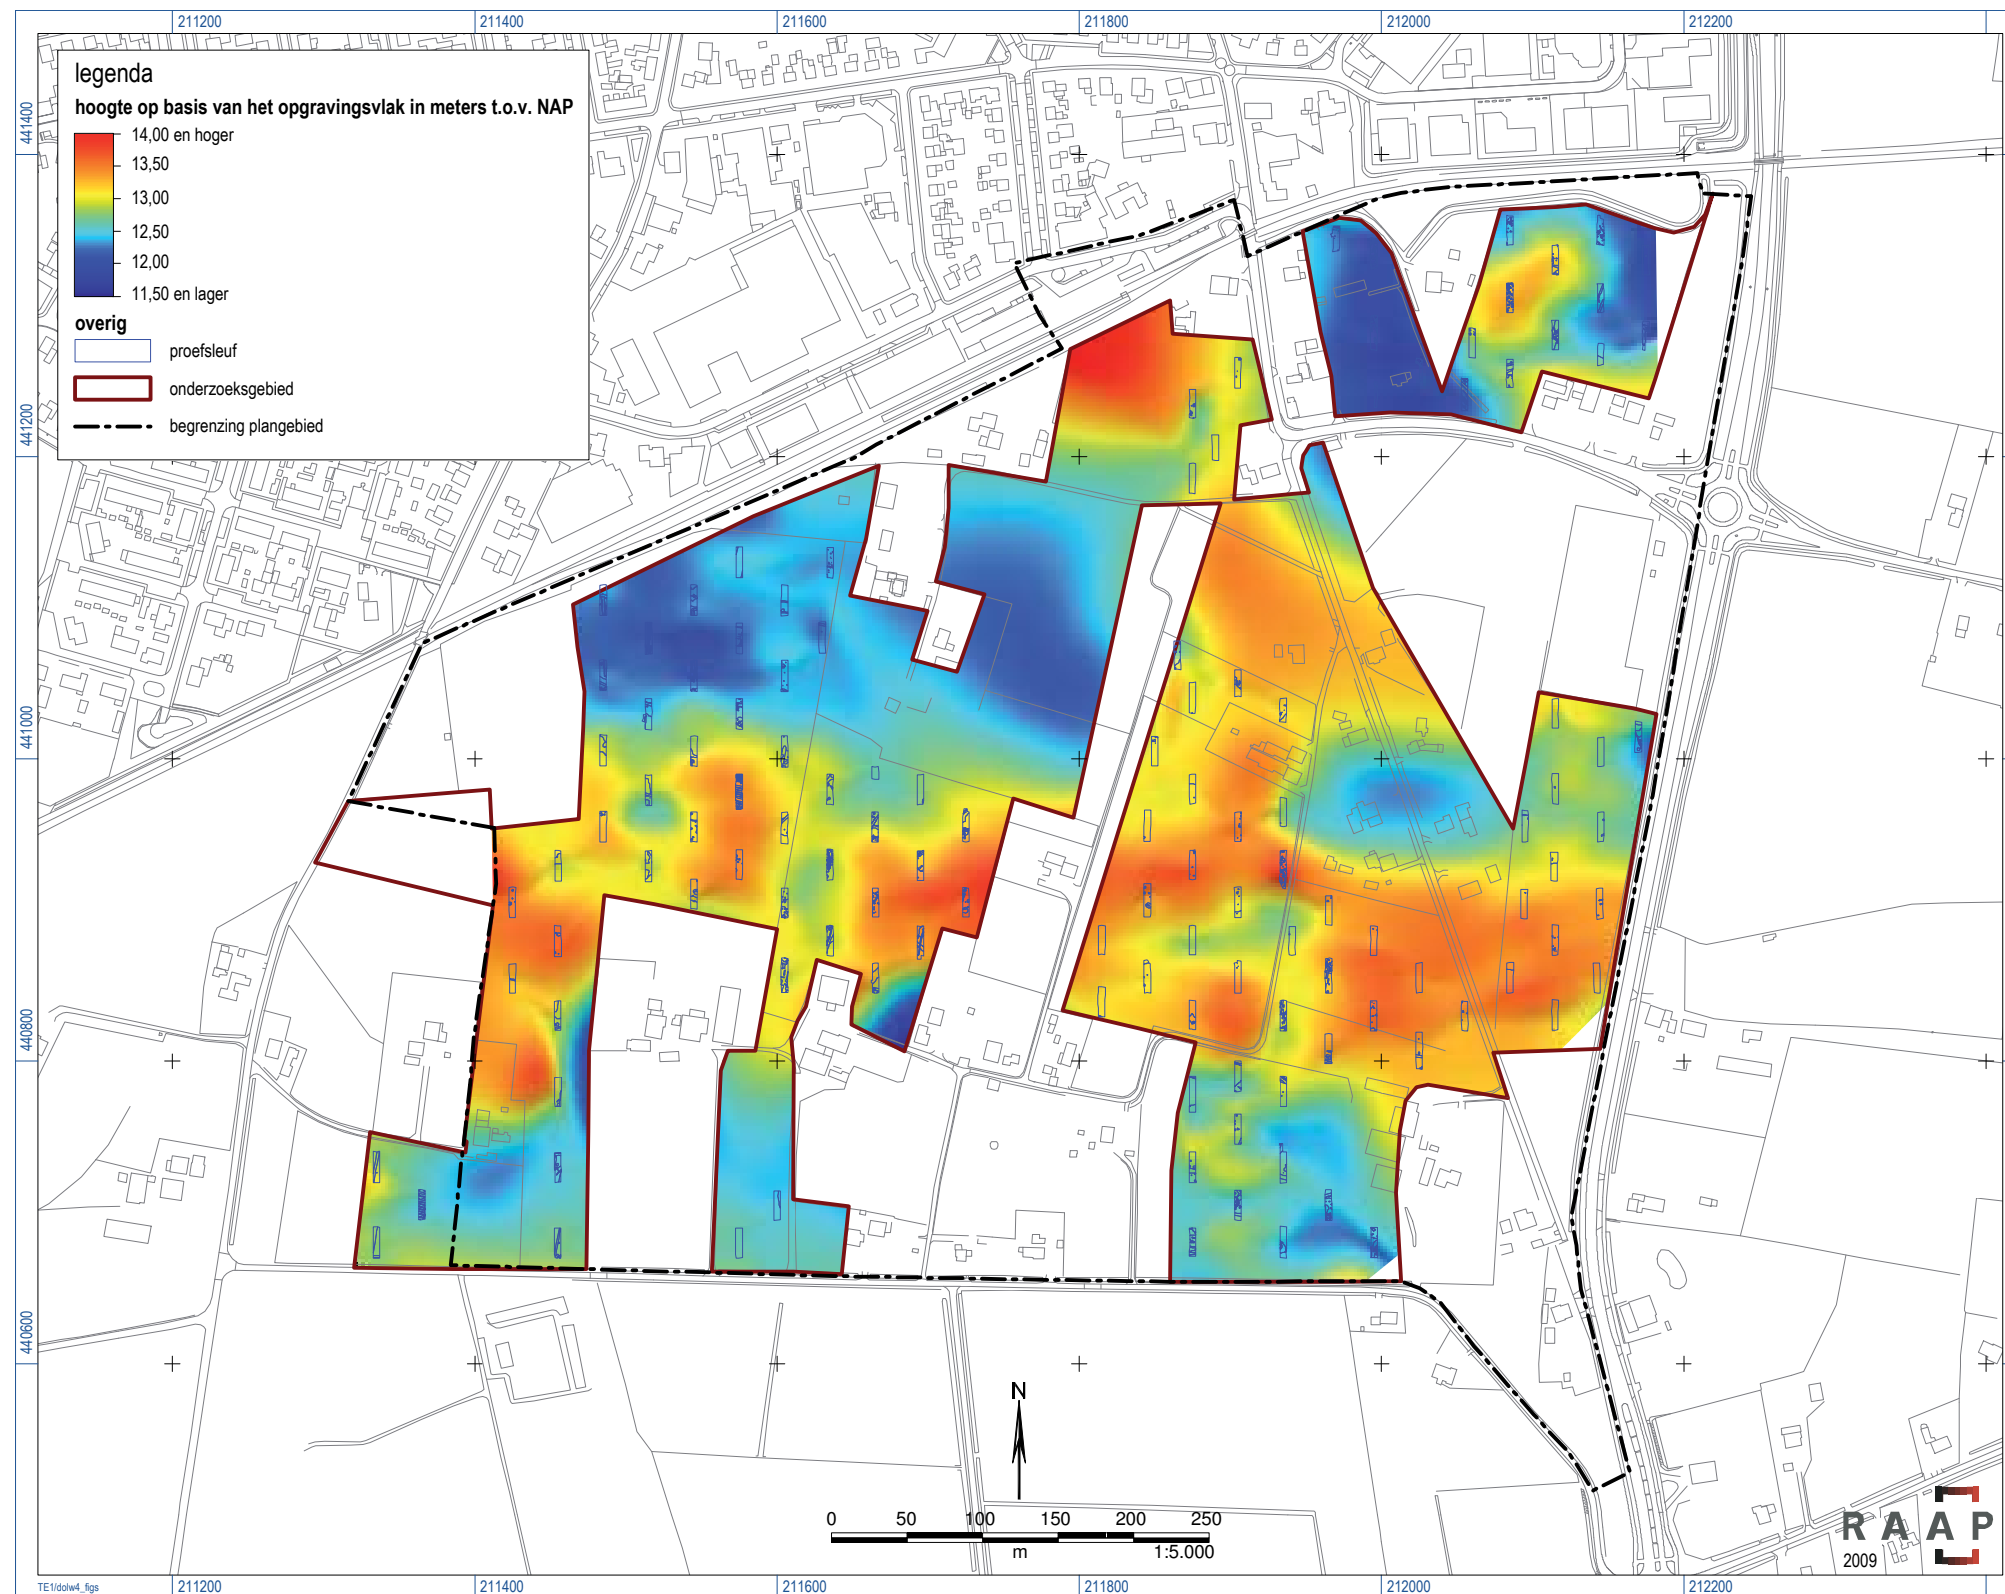 211200 211400 211600 211800 212000 212200
legenda
hoogte op basis van het opgravingsvlak in meters t.o.v. NAP
14,00 en hoger
13,50
13,00
12,50
12,00
11,50 en lager
overig
proefsleuf
onderzoeksgebied
begrenzing plangebied
441400
441200
441000
440800
440600
N
0 50 100 150 200 250
m 1:5.000
RAAP
2009
TE1/dolw4_figs
211200 211400 211600 211800 212000 212200